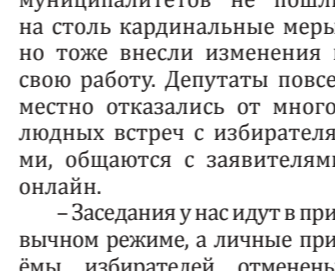 муниципалитетов не пошл
на столь кардинальные меры
но тоже внесли изменения
свою работу. Депутаты повсе
местно отказались от много
людных встреч с избирателя
ми, общаются с заявителями
онлайн.
– Заседания у нас идут в при
вычном режиме, а личные при
ёмы избирателей отменены